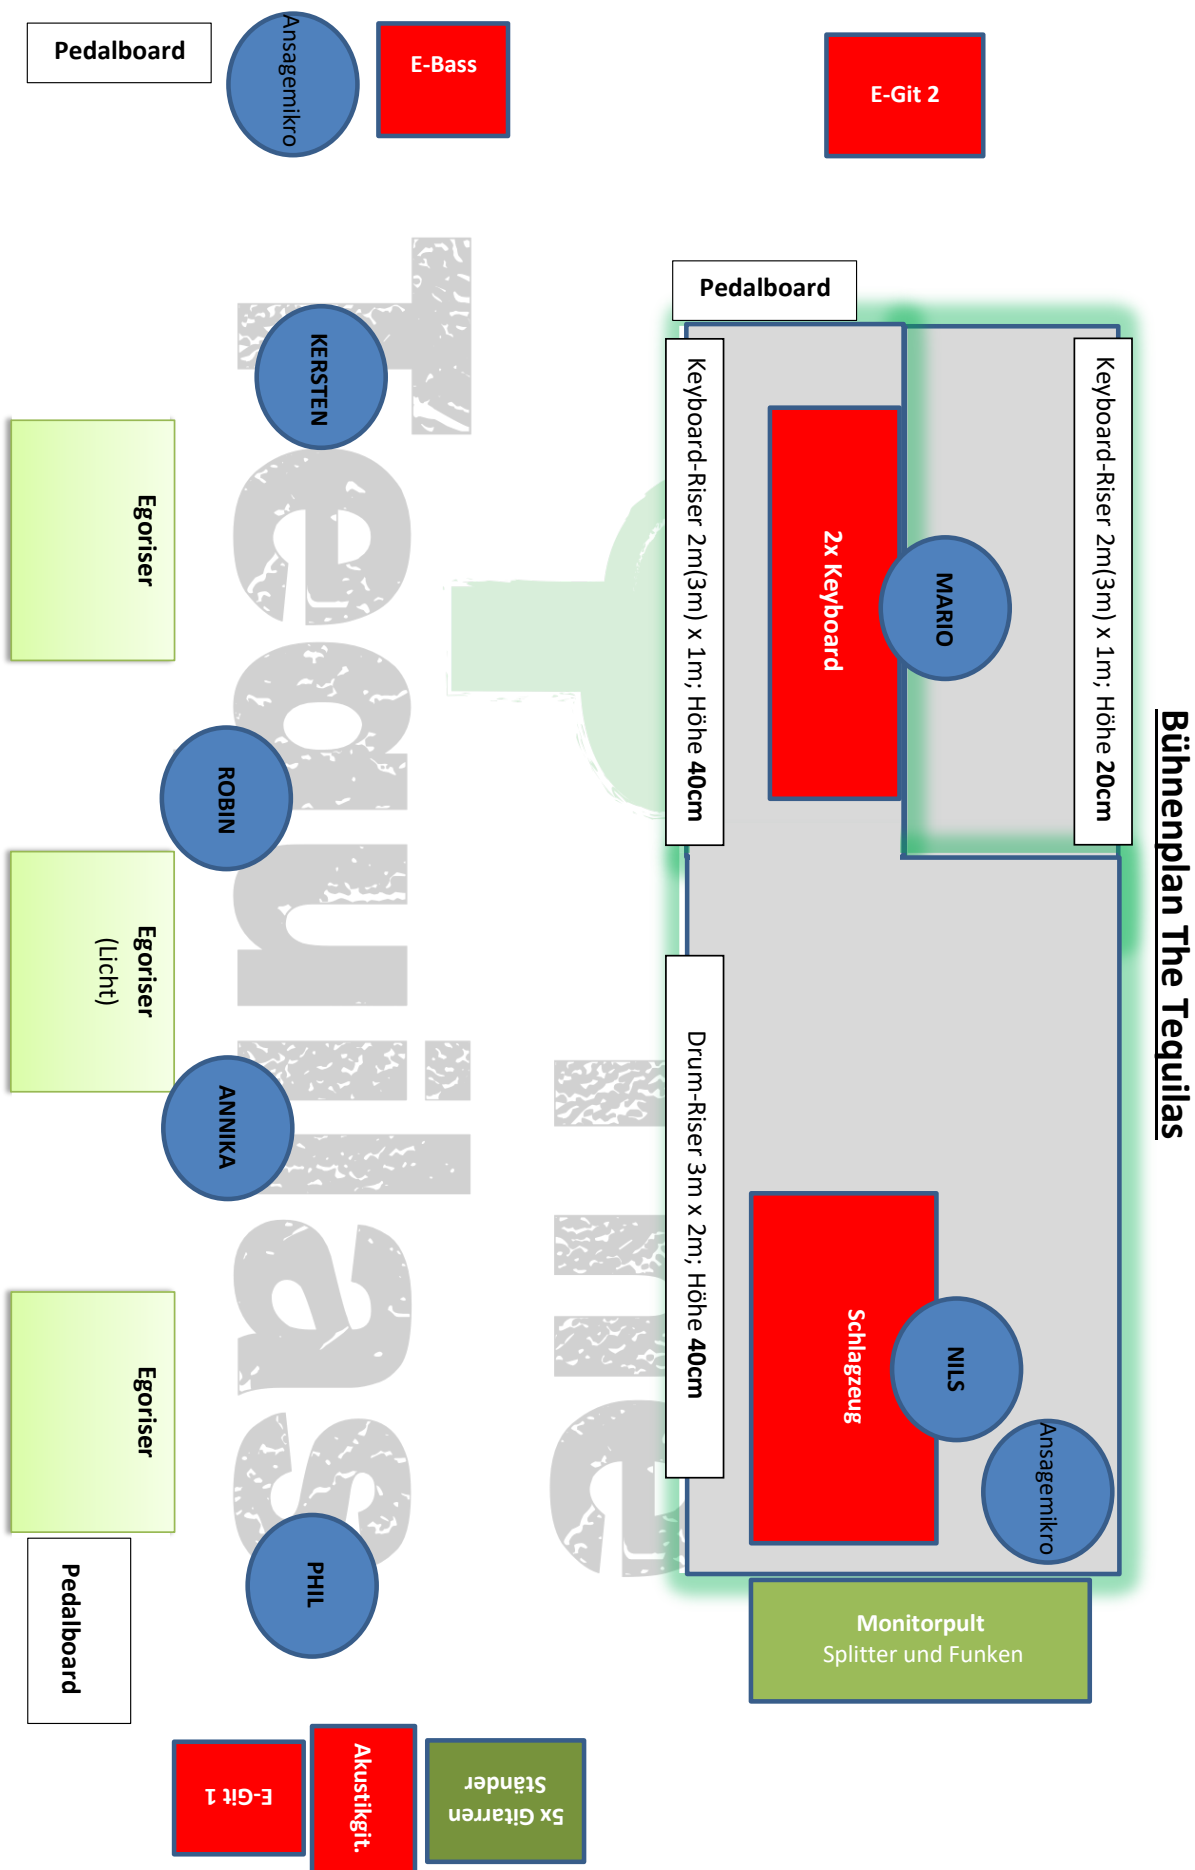 Bühnenplan The Tequilas
E-Git 2
Keyboard-Riser 2m(3m) x 1m; Höhe 20cm
MARIO
2x Keyboard
Pedalboard
Keyboard-Riser 2m(3m) x 1m; Höhe 40cm
Ansagemikro
NILS
Schlagzeug
Drum-Riser 3m x 2m; Höhe 40cm
Monitorpult
Splitter und Funken
The
Tequilas
E-Bass
Ansagemikro
Pedalboard
KERSTEN
ROBIN
ANNIKA
PHIL
5x Gitarren
Ständer
Akustikgit.
E-Git 1
Egoriser
Egoriser
(Licht)
Egoriser
Pedalboard